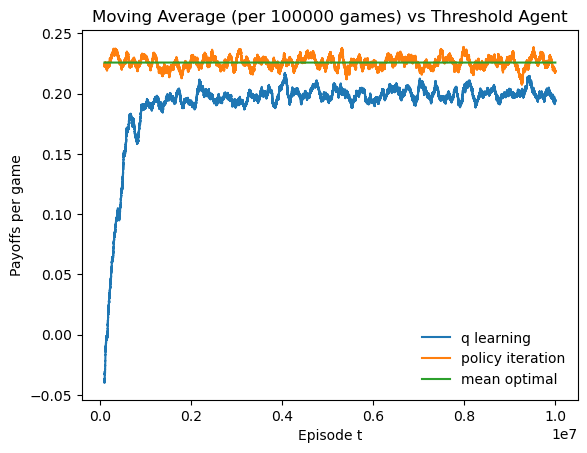 Moving Average (per 100000 games) vs Threshold Agent
0.25
0.20
0.15
0.10
0.05
0.00
−0.05
Payoffs per game
q learning
policy iteration
mean optimal
0.0
0.2
0.4
0.6
0.8
1.0
1e7
Episode t